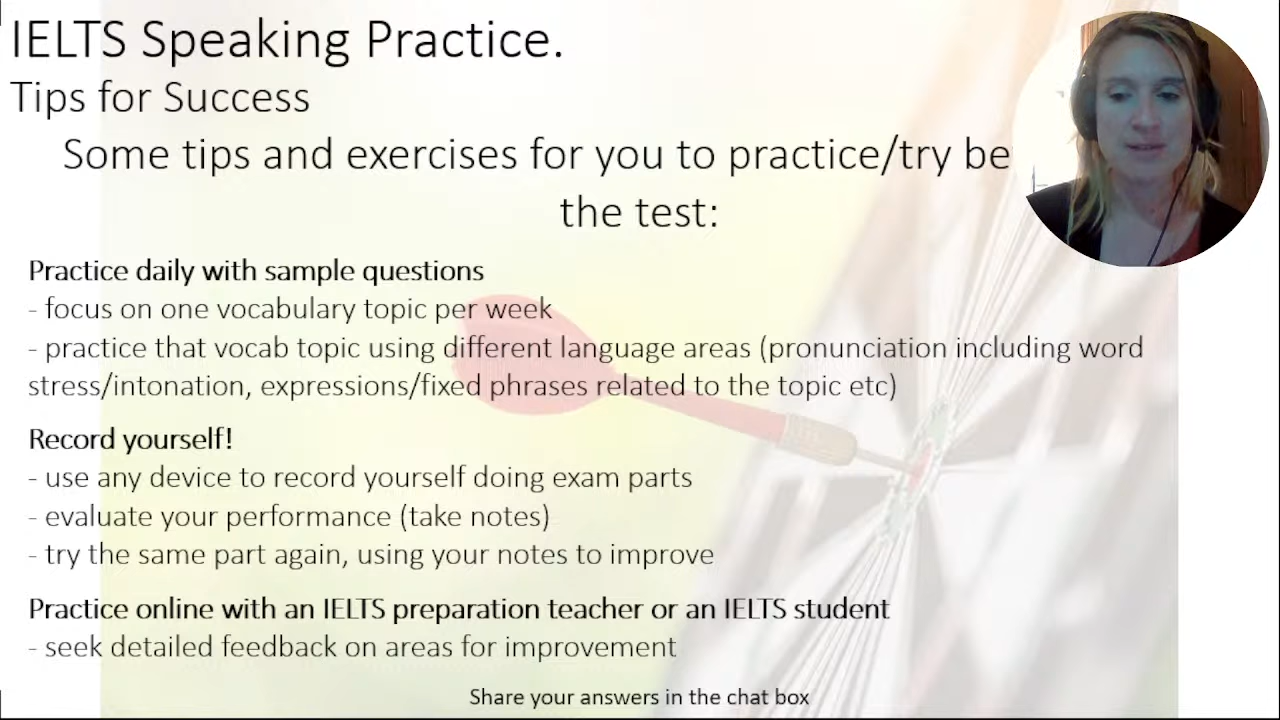 IELTS Speaking Practice.
Tips for Success
Some tips and exercises for you to practice/try be
the test:
Practice daily with sample questions
- focus on one vocabulary topic per week
- practice that vocab topic using different language areas (pronunciation including word
stress/intonation, expressions/fixed phrases related to the topic etc)
Record yourself!
- use any device to record yourself doing exam parts
- evaluate your performance (take notes)
- try the same part again, using your notes to improve
Practice online with an IELTS preparation teacher or an IELTS student
- seek detailed feedback on areas for improvement
Share your answers in the chat box